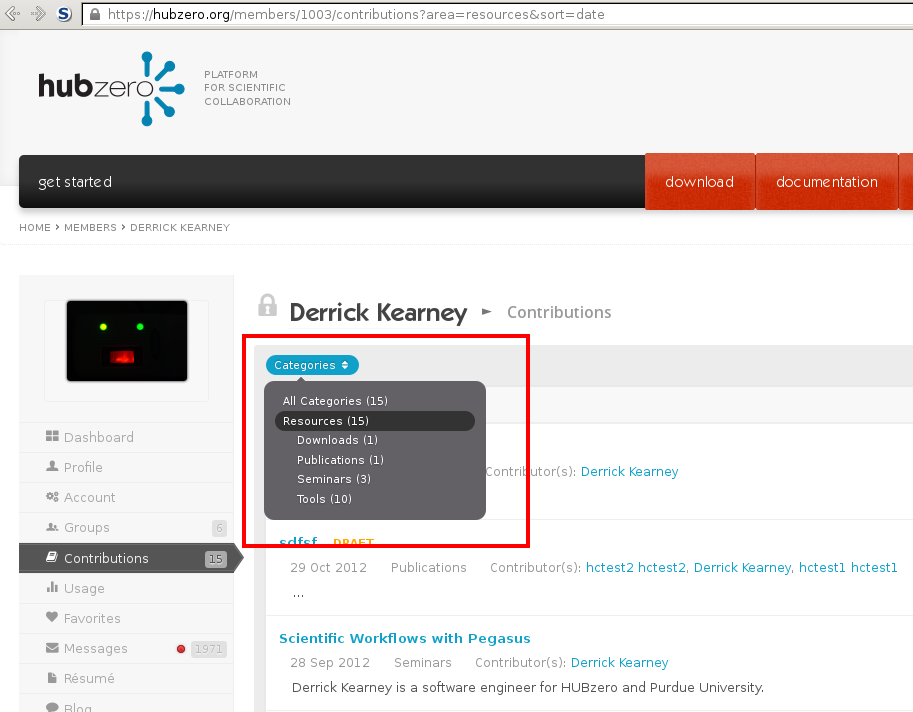 https://hubzero.org/members/1003/contributions?area=resources&sort=date
hubzero
PLATFORM
FOR SCIENTIFIC
COLLABORATION
get started
download
documentation
HOME › MEMBERS › DERRICK KEARNEY
Derrick Kearney ► Contributions
Categories
All Categories (15)
Resources (15)
Downloads (1)
Publications (1)
Seminars (3)
Tools (10)
Dashboard
Profile
Account
Groups 6
Contributions 15
Usage
Favorites
Messages 1971
Résumé
Blog
Contributor(s): Derrick Kearney
sdfsf DRAFT
29 Oct 2012 Publications Contributor(s): hctest2 hctest2, Derrick Kearney, hctest1 hctest1
...
Scientific Workflows with Pegasus
28 Sep 2012 Seminars Contributor(s): Derrick Kearney
Derrick Kearney is a software engineer for HUBzero and Purdue University.